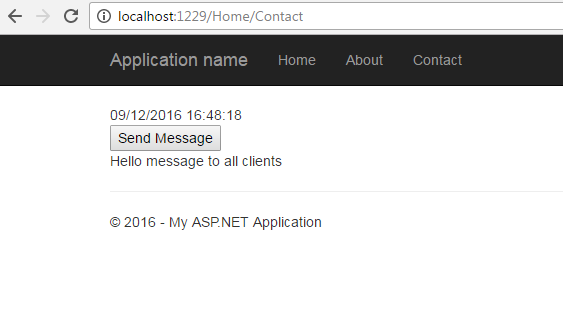 localhost:1229/Home/Contact
Application name Home About Contact
09/12/2016 16:48:18
Send Message
Hello message to all clients
© 2016 - My ASP.NET Application